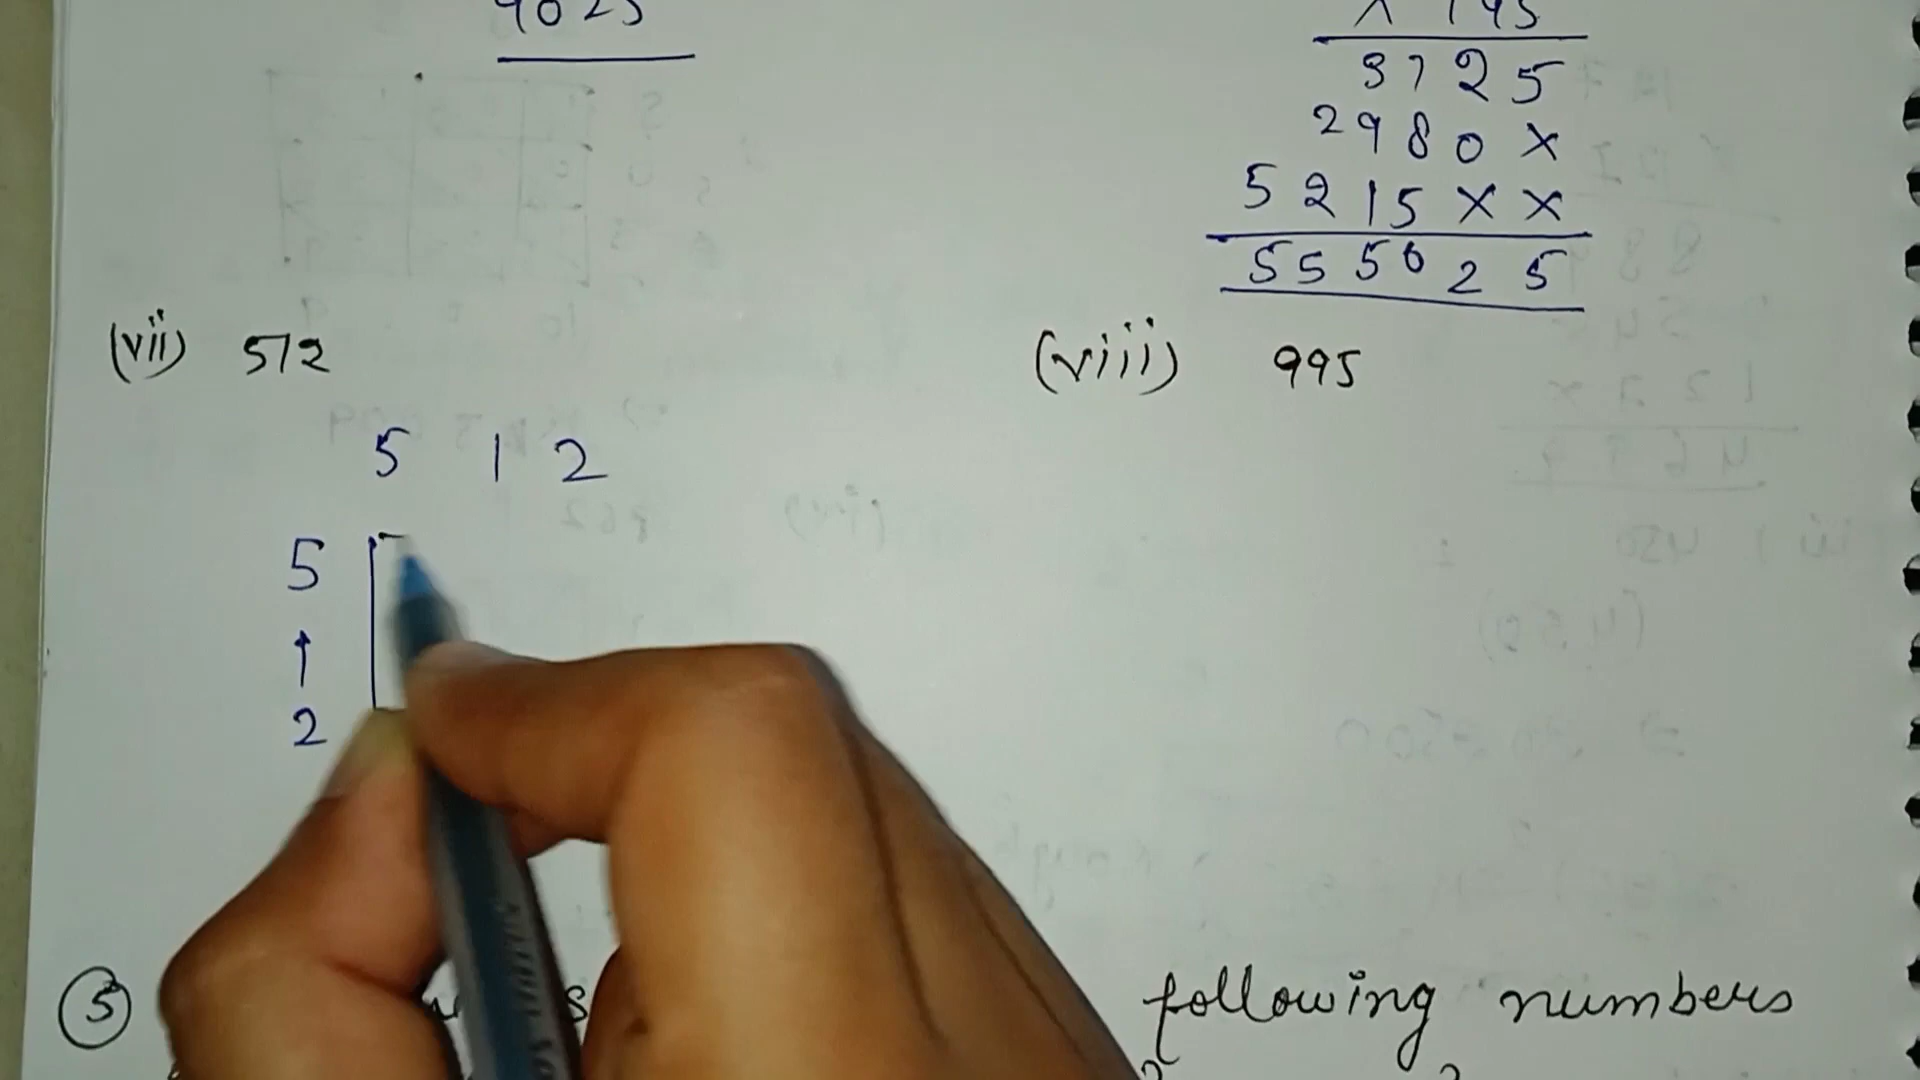 9025
× 745
3725
2980×
5215××
555025
(vii) 512
(viii) 995
5 1 2
5
1
2
5
following numbers